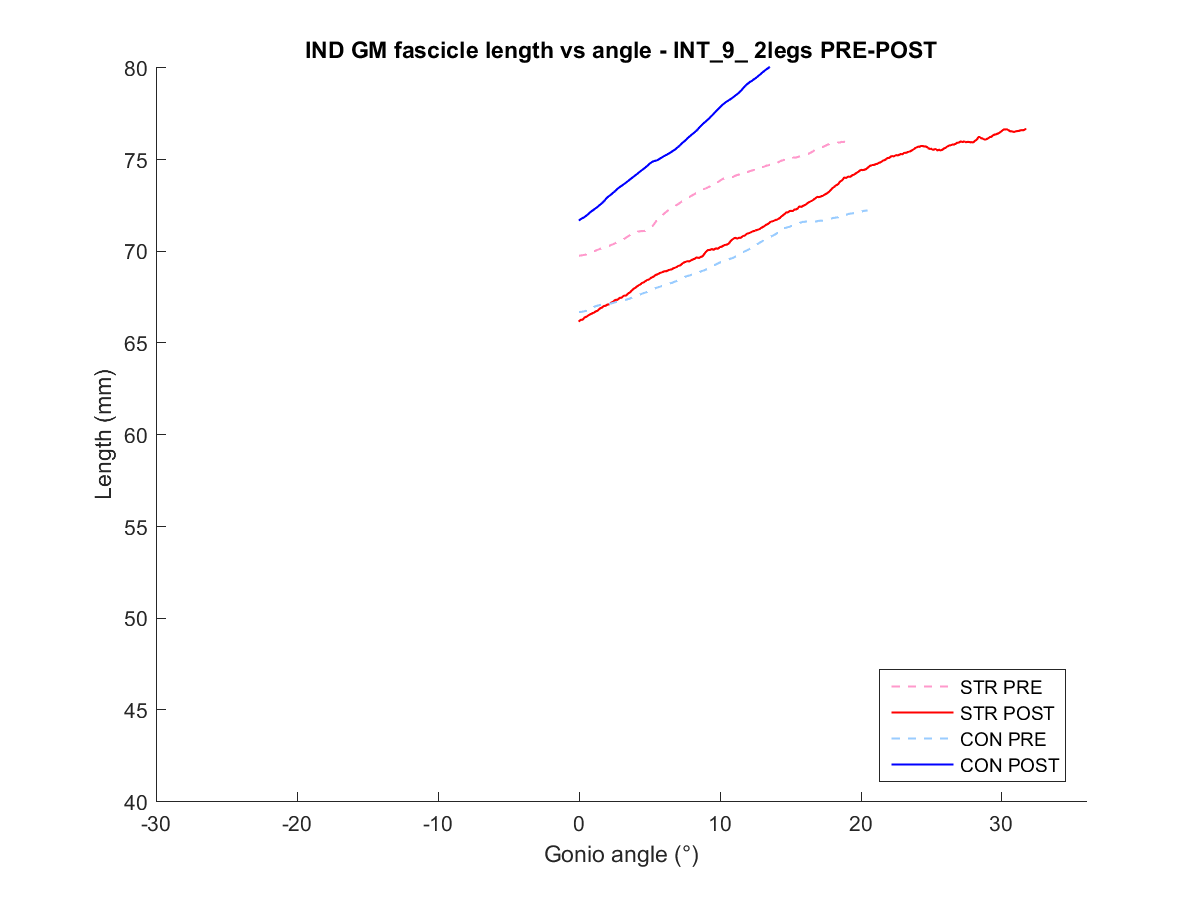 IND GM fascicle length vs angle - INT_9_ 2legs PRE-POST
80
75
70
65
60
55
50
45
40
Length (mm)
-30 -20 -10 0 10 20 30
Gonio angle (°)
STR PRE
STR POST
CON PRE
CON POST